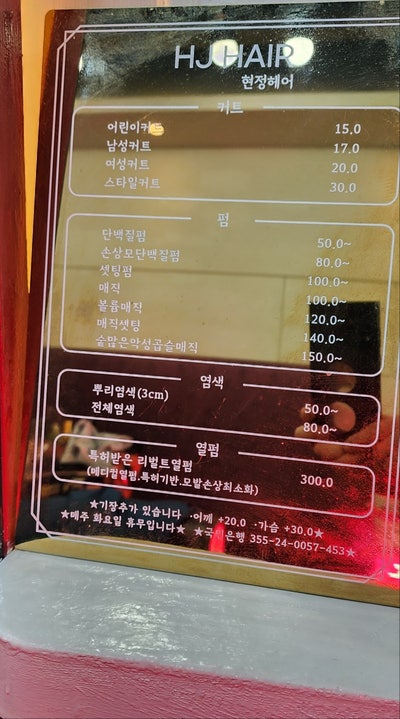 HJ HAIR
현정헤어
커트
어린이커트 15.0
남성커트 17.0
여성커트 20.0
스타일커트 30.0
펌
단백질펌 50.0~
손상모단백질펌 80.0~
셋팅펌 100.0~
매직 100.0~
볼륨매직 120.0~
매직셋팅 140.0~
숱많은악성곱슬매직 150.0~
염색
뿌리염색(3cm) 50.0~
전체염색 80.0~
열펌
특허받은 리벌트열펌 300.0
(메디컬열펌.특허기반.모발손상최소화)
★기장추가 있습니다 ·어깨 +20.0 ·가슴 +30.0★
★매주 화요일 휴무입니다★ ★국민은행 355-24-0057-453★